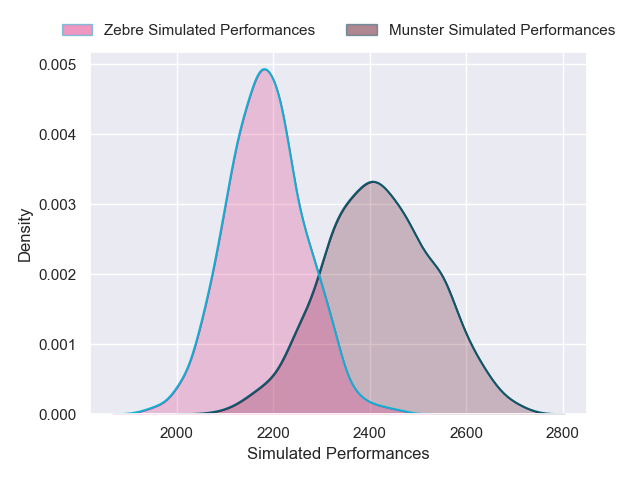 Zebre Simulated Performances Munster Simulated Performances
0.005
0.004
0.003
0.002
0.001
0.000
Density
2000 2200 2400 2600 2800
Simulated Performances